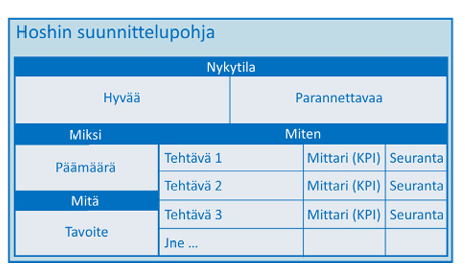 Hoshin suunnittelupohja
Nykytila
Hyvää Parannettavaa
Miksi Miten
Päämäärä
Tehtävä 1 Mittari (KPI) Seuranta
Tehtävä 2 Mittari (KPI) Seuranta
Mitä
Tavoite
Tehtävä 3 Mittari (KPI) Seuranta
Jne ...